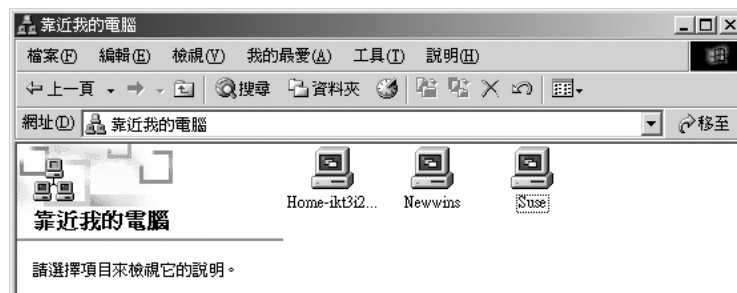 靠近我的電腦
檔案(F) 編輯(E) 檢視(V) 我的最愛(A) 工具(T) 說明(H)
上一頁 搜尋 資料夾
網址(D) 靠近我的電腦 移至
Home-ikt3i2... Newwins Suse
靠近我的電腦
請選擇項目來檢視它的說明。